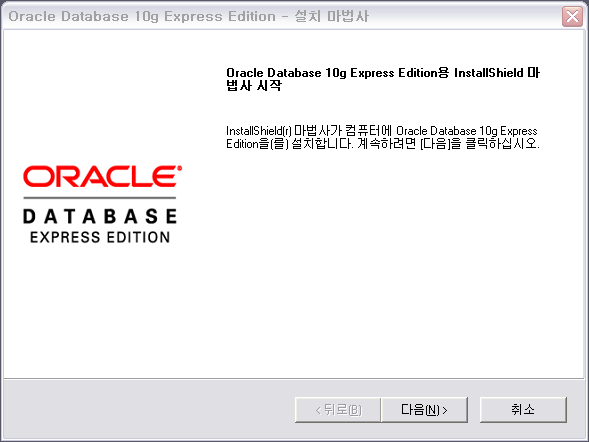 Oracle Database 10g Express Edition - 설치 마법사
Oracle Database 10g Express Edition용 InstallShield 마
법사 시작
InstallShield(r) 마법사가 컴퓨터에 Oracle Database 10g Express
Edition을(를) 설치합니다. 계속하려면 [다음]을 클릭하십시오.
ORACLE
DATABASE
EXPRESS EDITION
< 뒤로(B)
다음(N) >
취소